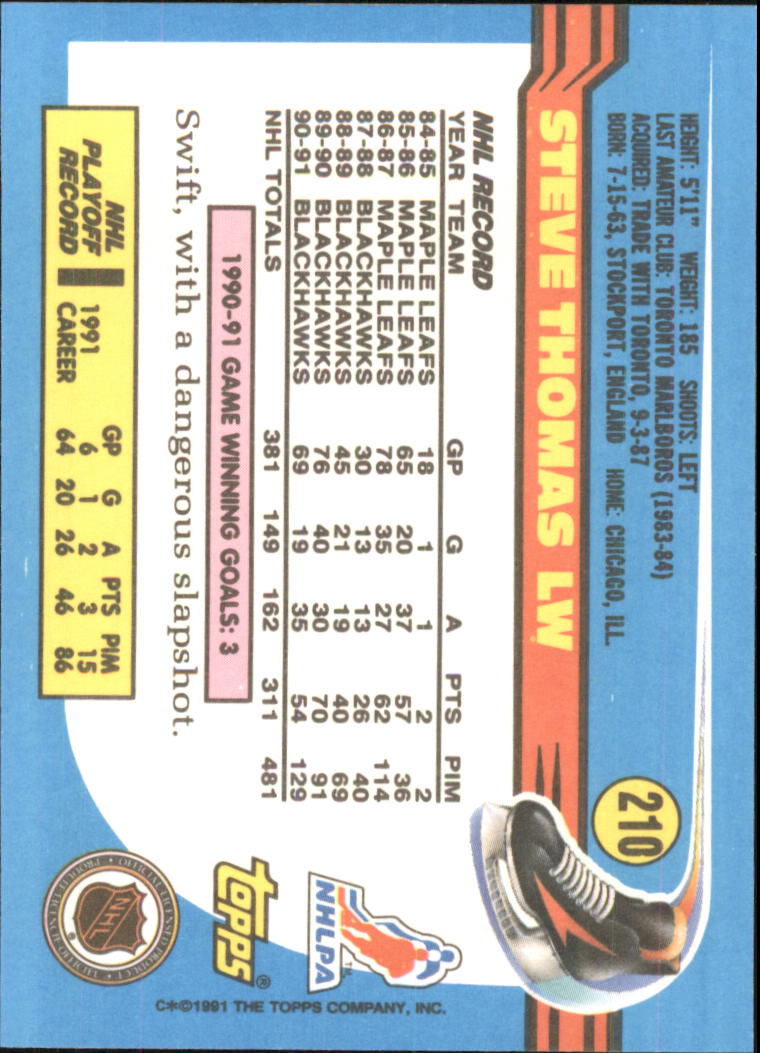 210
HEIGHT: 5'11" WEIGHT: 185 SHOOTS: LEFT
LAST AMATEUR CLUB: TORONTO MARLBOROS (1983-84)
ACQUIRED: TRADE WITH TORONTO, 9-3-87
BORN: 7-15-63, STOCKPORT, ENGLAND HOME: CHICAGO, ILL.
STEVE THOMAS LW
NHL RECORD
YEAR TEAM GP G A PTS PIM
84-85 MAPLE LEAFS 18 1 1 2 2
85-86 MAPLE LEAFS 65 20 37 57 36
86-87 MAPLE LEAFS 78 35 27 62 114
87-88 BLACKHAWKS 30 13 13 26 40
88-89 BLACKHAWKS 45 21 19 40 69
89-90 BLACKHAWKS 76 40 30 70 91
90-91 BLACKHAWKS 69 19 35 54 129
NHL TOTALS 381 149 162 311 481
1990-91 GAME WINNING GOALS: 3
Swift, with a dangerous slapshot.
NHL
PLAYOFF
RECORD
GP G A PTS PIM
1991 6 1 2 3 15
CAREER 64 20 26 46 86
NHLPA
TM
topps®
NHL
®
OFFICIAL LICENSED PRODUCT • PRODUIT LICENSED
C*©1991 THE TOPPS COMPANY, INC.